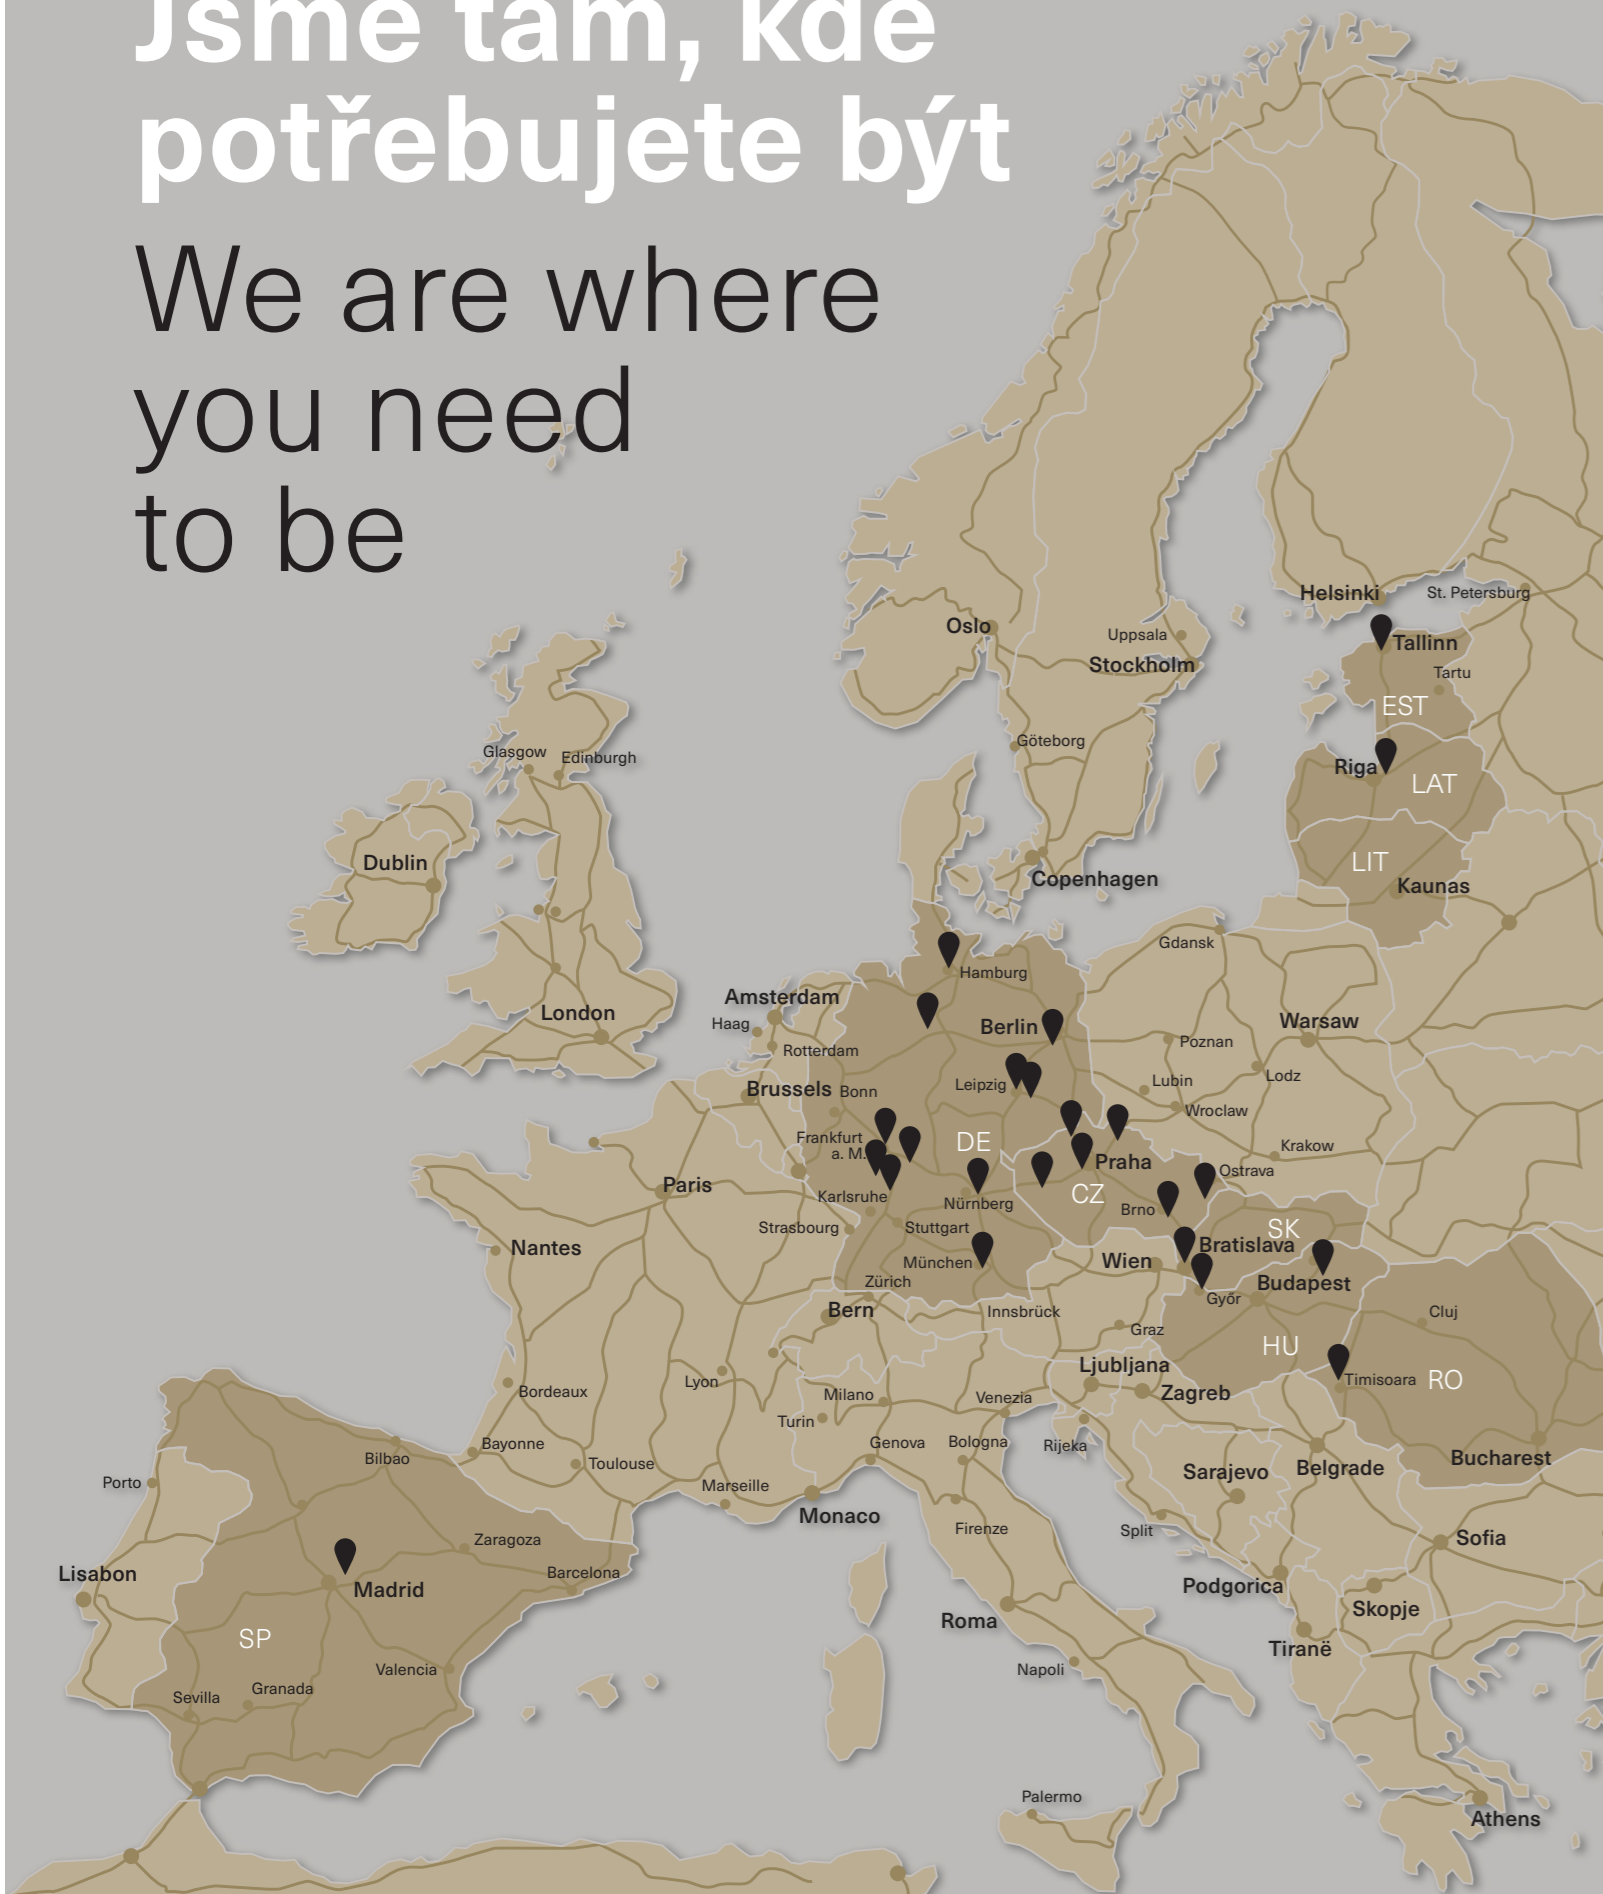 Jsme tam, kde
potřebujete být
We are where
you need
to be
Helsinki
St. Petersburg
Oslo
Uppsala
Tallinn
Stockholm
Tartu
EST
Göteborg
Glasgow
Edinburgh
Riga
LAT
Dublin
LIT
Copenhagen
Kaunas
Gdansk
Hamburg
Amsterdam
London
Haag
Berlin
Warsaw
Rotterdam
Poznan
Brussels
Bonn
Leipzig
Lubin
Lodz
Wroclaw
Frankfurt
a. M.
DE
Krakow
Praha
Ostrava
Paris
Karlsruhe
Nürnberg
CZ
Brno
Strasbourg
Stuttgart
SK
Nantes
München
Wien
Bratislava
Zürich
Budapest
Bern
Innsbrück
Győr
Cluj
Graz
HU
Ljubljana
Lyon
Bordeaux
Milano
Venezia
Zagreb
Timisoara
RO
Turin
Bilbao
Bayonne
Genova
Bologna
Rijeka
Toulouse
Sarajevo
Belgrade
Bucharest
Porto
Marseille
Monaco
Firenze
Split
Zaragoza
Sofia
Lisabon
Madrid
Barcelona
Podgorica
Skopje
Roma
SP
Tiranë
Valencia
Napoli
Sevilla
Granada
Palermo
Athens